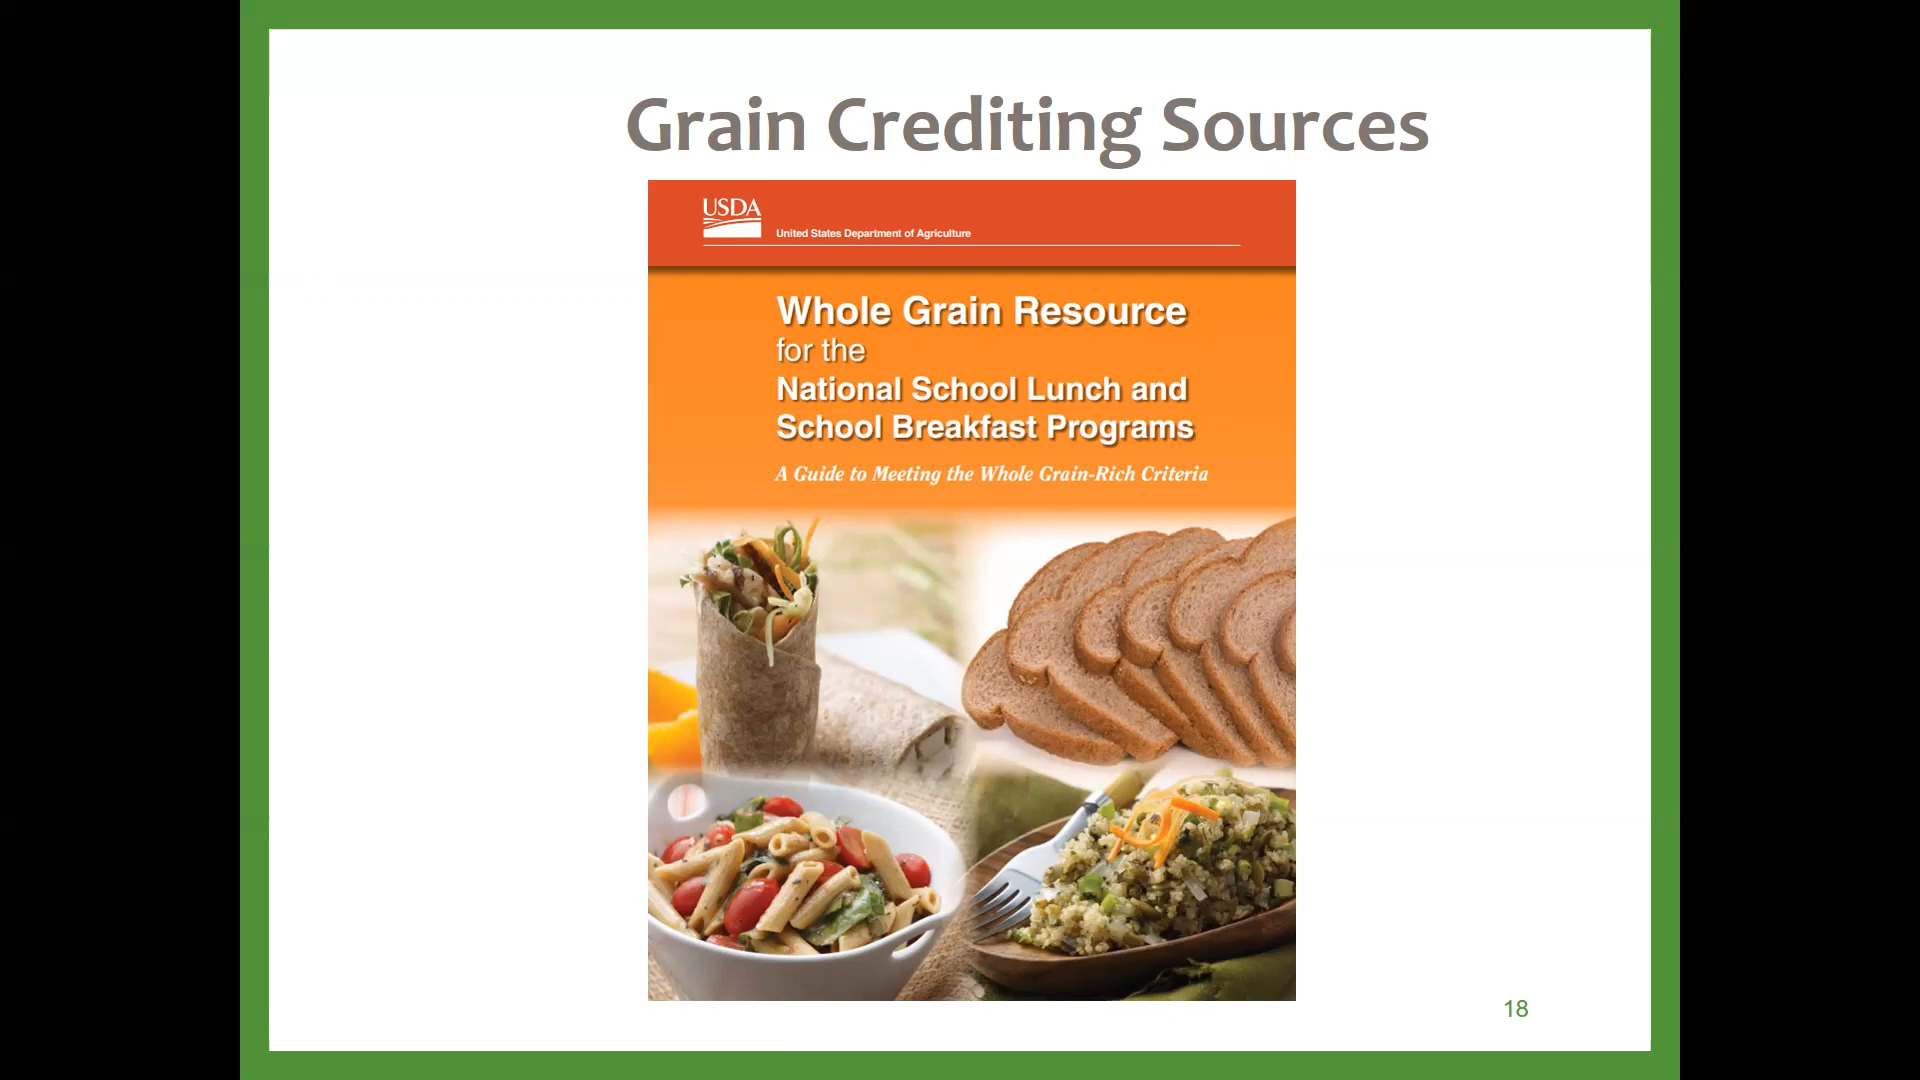 Grain Crediting Sources
USDA
United States Department of Agriculture
Whole Grain Resource
for the
National School Lunch and
School Breakfast Programs
A Guide to Meeting the Whole Grain-Rich Criteria
18